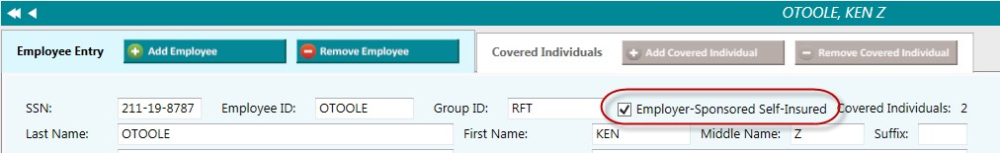 OTOOLE, KEN Z
Employee Entry Add Employee Remove Employee Covered Individuals Add Covered Individual Remove Covered Individual
SSN: 211-19-8787 Employee ID: OTOOLE Group ID: RFT Employer-Sponsored Self-Insured Covered Individuals: 2
Last Name: OTOOLE First Name: KEN Middle Name: Z Suffix: